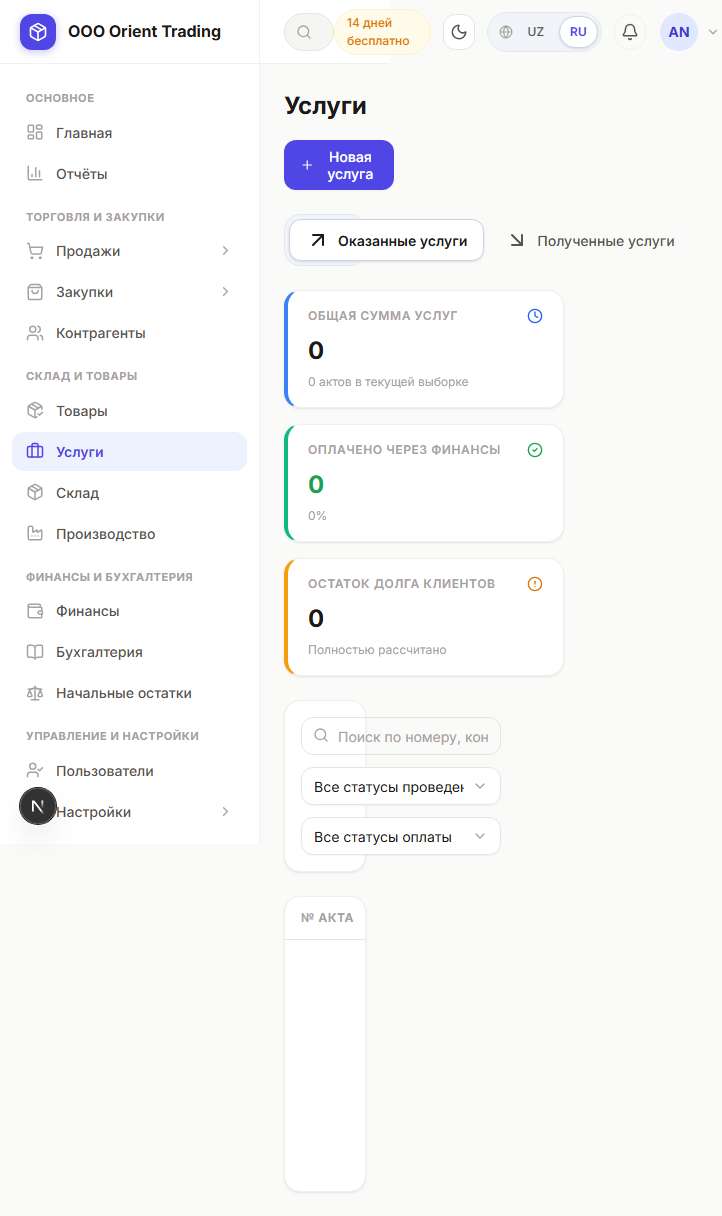 OOO Orient Trading
14 дней
бесплатно
UZ
RU
AN
ОСНОВНОЕ
Главная
Отчёты
ТОРГОВЛЯ И ЗАКУПКИ
Продажи
Закупки
Контрагенты
СКЛАД И ТОВАРЫ
Товары
Услуги
Склад
Производство
ФИНАНСЫ И БУХГАЛТЕРИЯ
Финансы
Бухгалтерия
Начальные остатки
УПРАВЛЕНИЕ И НАСТРОЙКИ
Пользователи
N
Настройки
Услуги
Новая
услуга
Оказанные услуги
Полученные услуги
ОБЩАЯ СУММА УСЛУГ
0
0 актов в текущей выборке
ОПЛАЧЕНО ЧЕРЕЗ ФИНАНСЫ
0
0%
ОСТАТОК ДОЛГА КЛИЕНТОВ
0
Полностью рассчитано
Поиск по номеру, кон
Все статусы проведен
Все статусы оплаты
№ АКТА